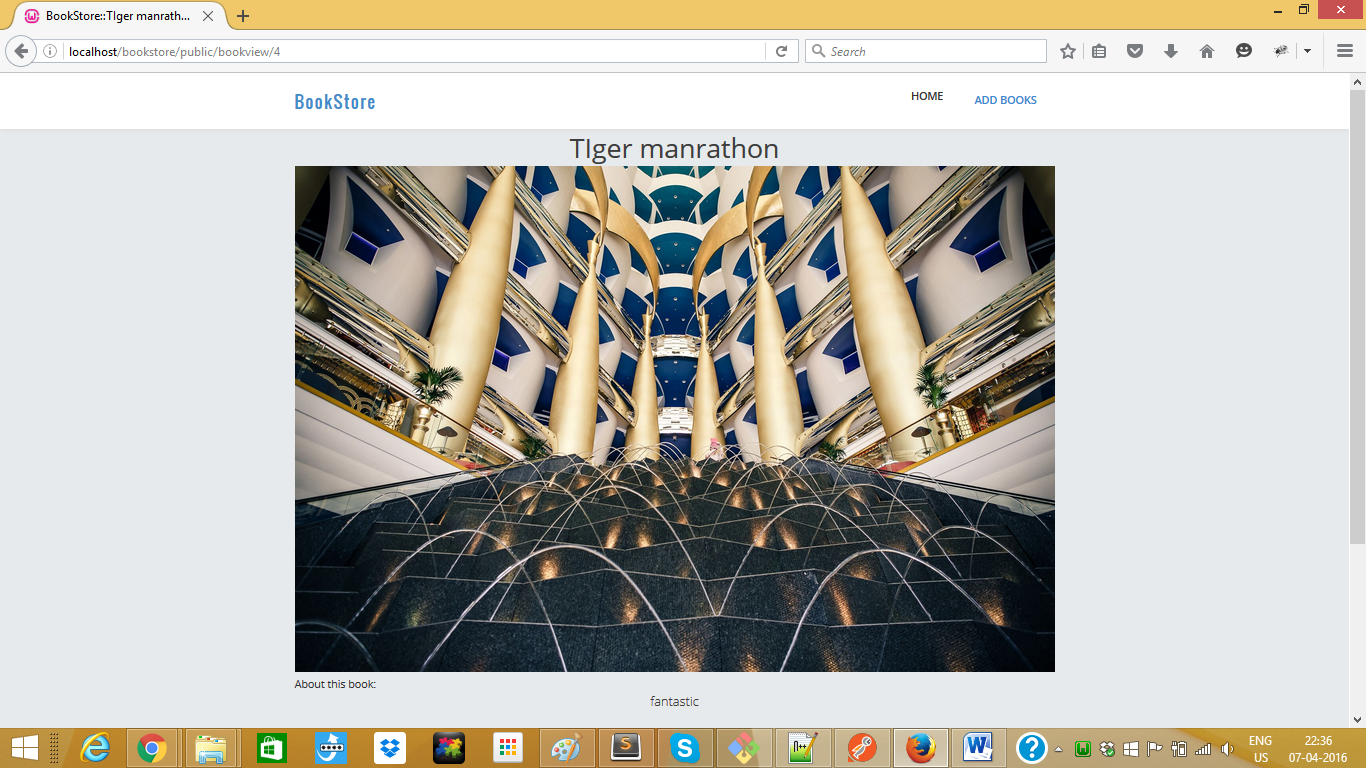 BookStore::TIger manrath...
localhost/bookstore/public/bookview/4
Search
BookStore
HOME
ADD BOOKS
TIger manrathon
About this book:
fantastic
ENG
US
22:36
07-04-2016